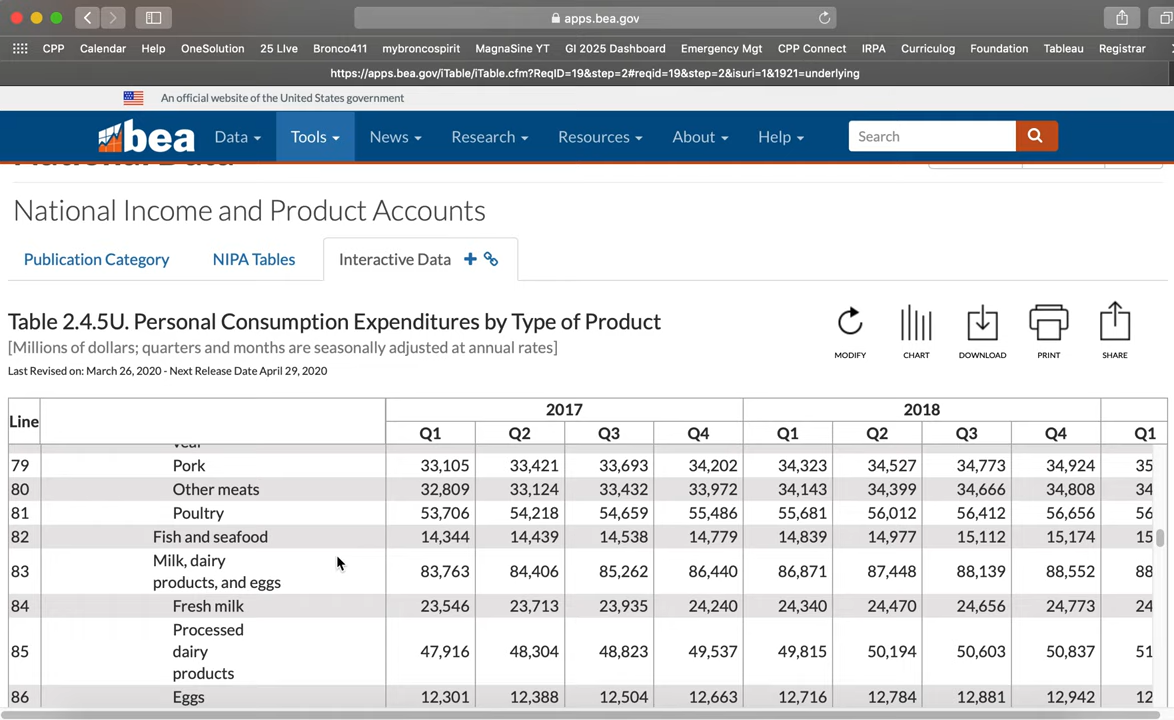 apps.bea.gov
CPP Calendar Help OneSolution 25 LIve Bronco411 mybroncospirit MagnaSine YT GI 2025 Dashboard Emergency Mgt CPP Connect IRPA Curriculog Foundation Tableau Registrar
https://apps.bea.gov/iTable/iTable.cfm?ReqID=19&step=2#reqid=19&step=2&isuri=1&1921=underlying
An official website of the United States government
bea Data Tools News Research Resources About Help Search
National Data
National Income and Product Accounts
Publication Category NIPA Tables Interactive Data
Table 2.4.5U. Personal Consumption Expenditures by Type of Product
[Millions of dollars; quarters and months are seasonally adjusted at annual rates]
Last Revised on: March 26, 2020 - Next Release Date April 29, 2020
MODIFY CHART DOWNLOAD PRINT SHARE
Line 2017 2018
Q1 Q2 Q3 Q4 Q1 Q2 Q3 Q4 Q1
year
79 Pork 33,105 33,421 33,693 34,202 34,323 34,527 34,773 34,924 35
80 Other meats 32,809 33,124 33,432 33,972 34,143 34,399 34,666 34,808 34
81 Poultry 53,706 54,218 54,659 55,486 55,681 56,012 56,412 56,656 56
82 Fish and seafood 14,344 14,439 14,538 14,779 14,839 14,977 15,112 15,174 15
83 Milk, dairy
products, and eggs 83,763 84,406 85,262 86,440 86,871 87,448 88,139 88,552 88
84 Fresh milk 23,546 23,713 23,935 24,240 24,340 24,470 24,656 24,773 24
Processed
85 dairy 47,916 48,304 48,823 49,537 49,815 50,194 50,603 50,837 51
products
86 Eggs 12,301 12,388 12,504 12,663 12,716 12,784 12,881 12,942 12